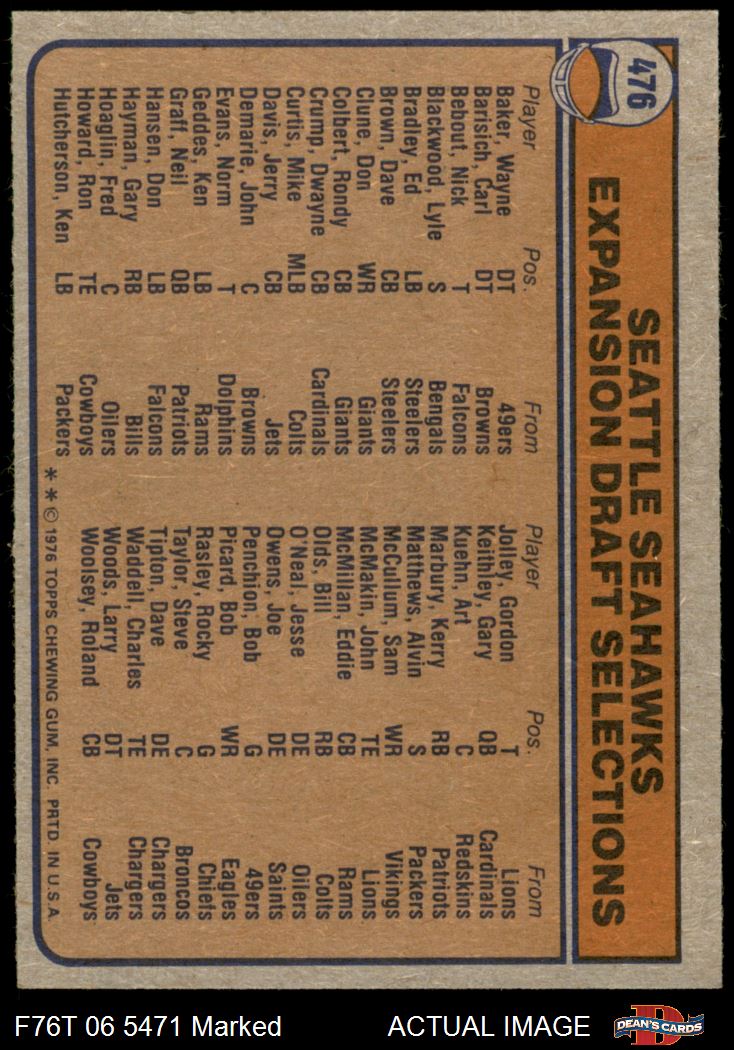 476
SEATTLE SEAHAWKS
EXPANSION DRAFT SELECTIONS
Player Pos. From
Baker, Wayne DT 49ers
Barisich, Carl DT Browns
Bebout, Nick T Falcons
Blackwood, Lyle S Bengals
Bradley, Ed LB Steelers
Brown, Dave CB Steelers
Clune, Don WR Giants
Colbert, Rondy CB Giants
Crump, Dwayne CB Cardinals
Curtis, Mike MLB Colts
Davis, Jerry CB Jets
Demarie, John C Browns
Evans, Norm T Dolphins
Geddes, Ken LB Rams
Graff, Neil QB Patriots
Hansen, Don LB Falcons
Hayman, Gary RB Bills
Hoaglin, Fred C Oilers
Howard, Ron TE Cowboys
Hutcherson, Ken LB Packers
Player Pos. From
Jolley, Gordon T Lions
Keithley, Gary QB Cardinals
Kuehn, Art C Redskins
Marbury, Kerry RB Patriots
Matthews, Alvin S Packers
McCullum, Sam WR Vikings
McMakin, John TE Lions
McMillan, Eddie CB Rams
Olds, Bill RB Colts
O'Neal, Jesse DE Oilers
Owens, Joe DE Saints
Penchion, Bob G 49ers
Picard, Bob WR Eagles
Rasley, Rocky G Chiefs
Taylor, Steve C Broncos
Tipton, Dave DE Chargers
Waddell, Charles TE Chargers
Woods, Larry DT Jets
Woolsey, Roland CB Cowboys
** © 1976 TOPPS CHEWING GUM, INC. PRTD. IN U.S.A.
F76T 06 5471 Marked ACTUAL IMAGE
D
DEAN'S CARDS